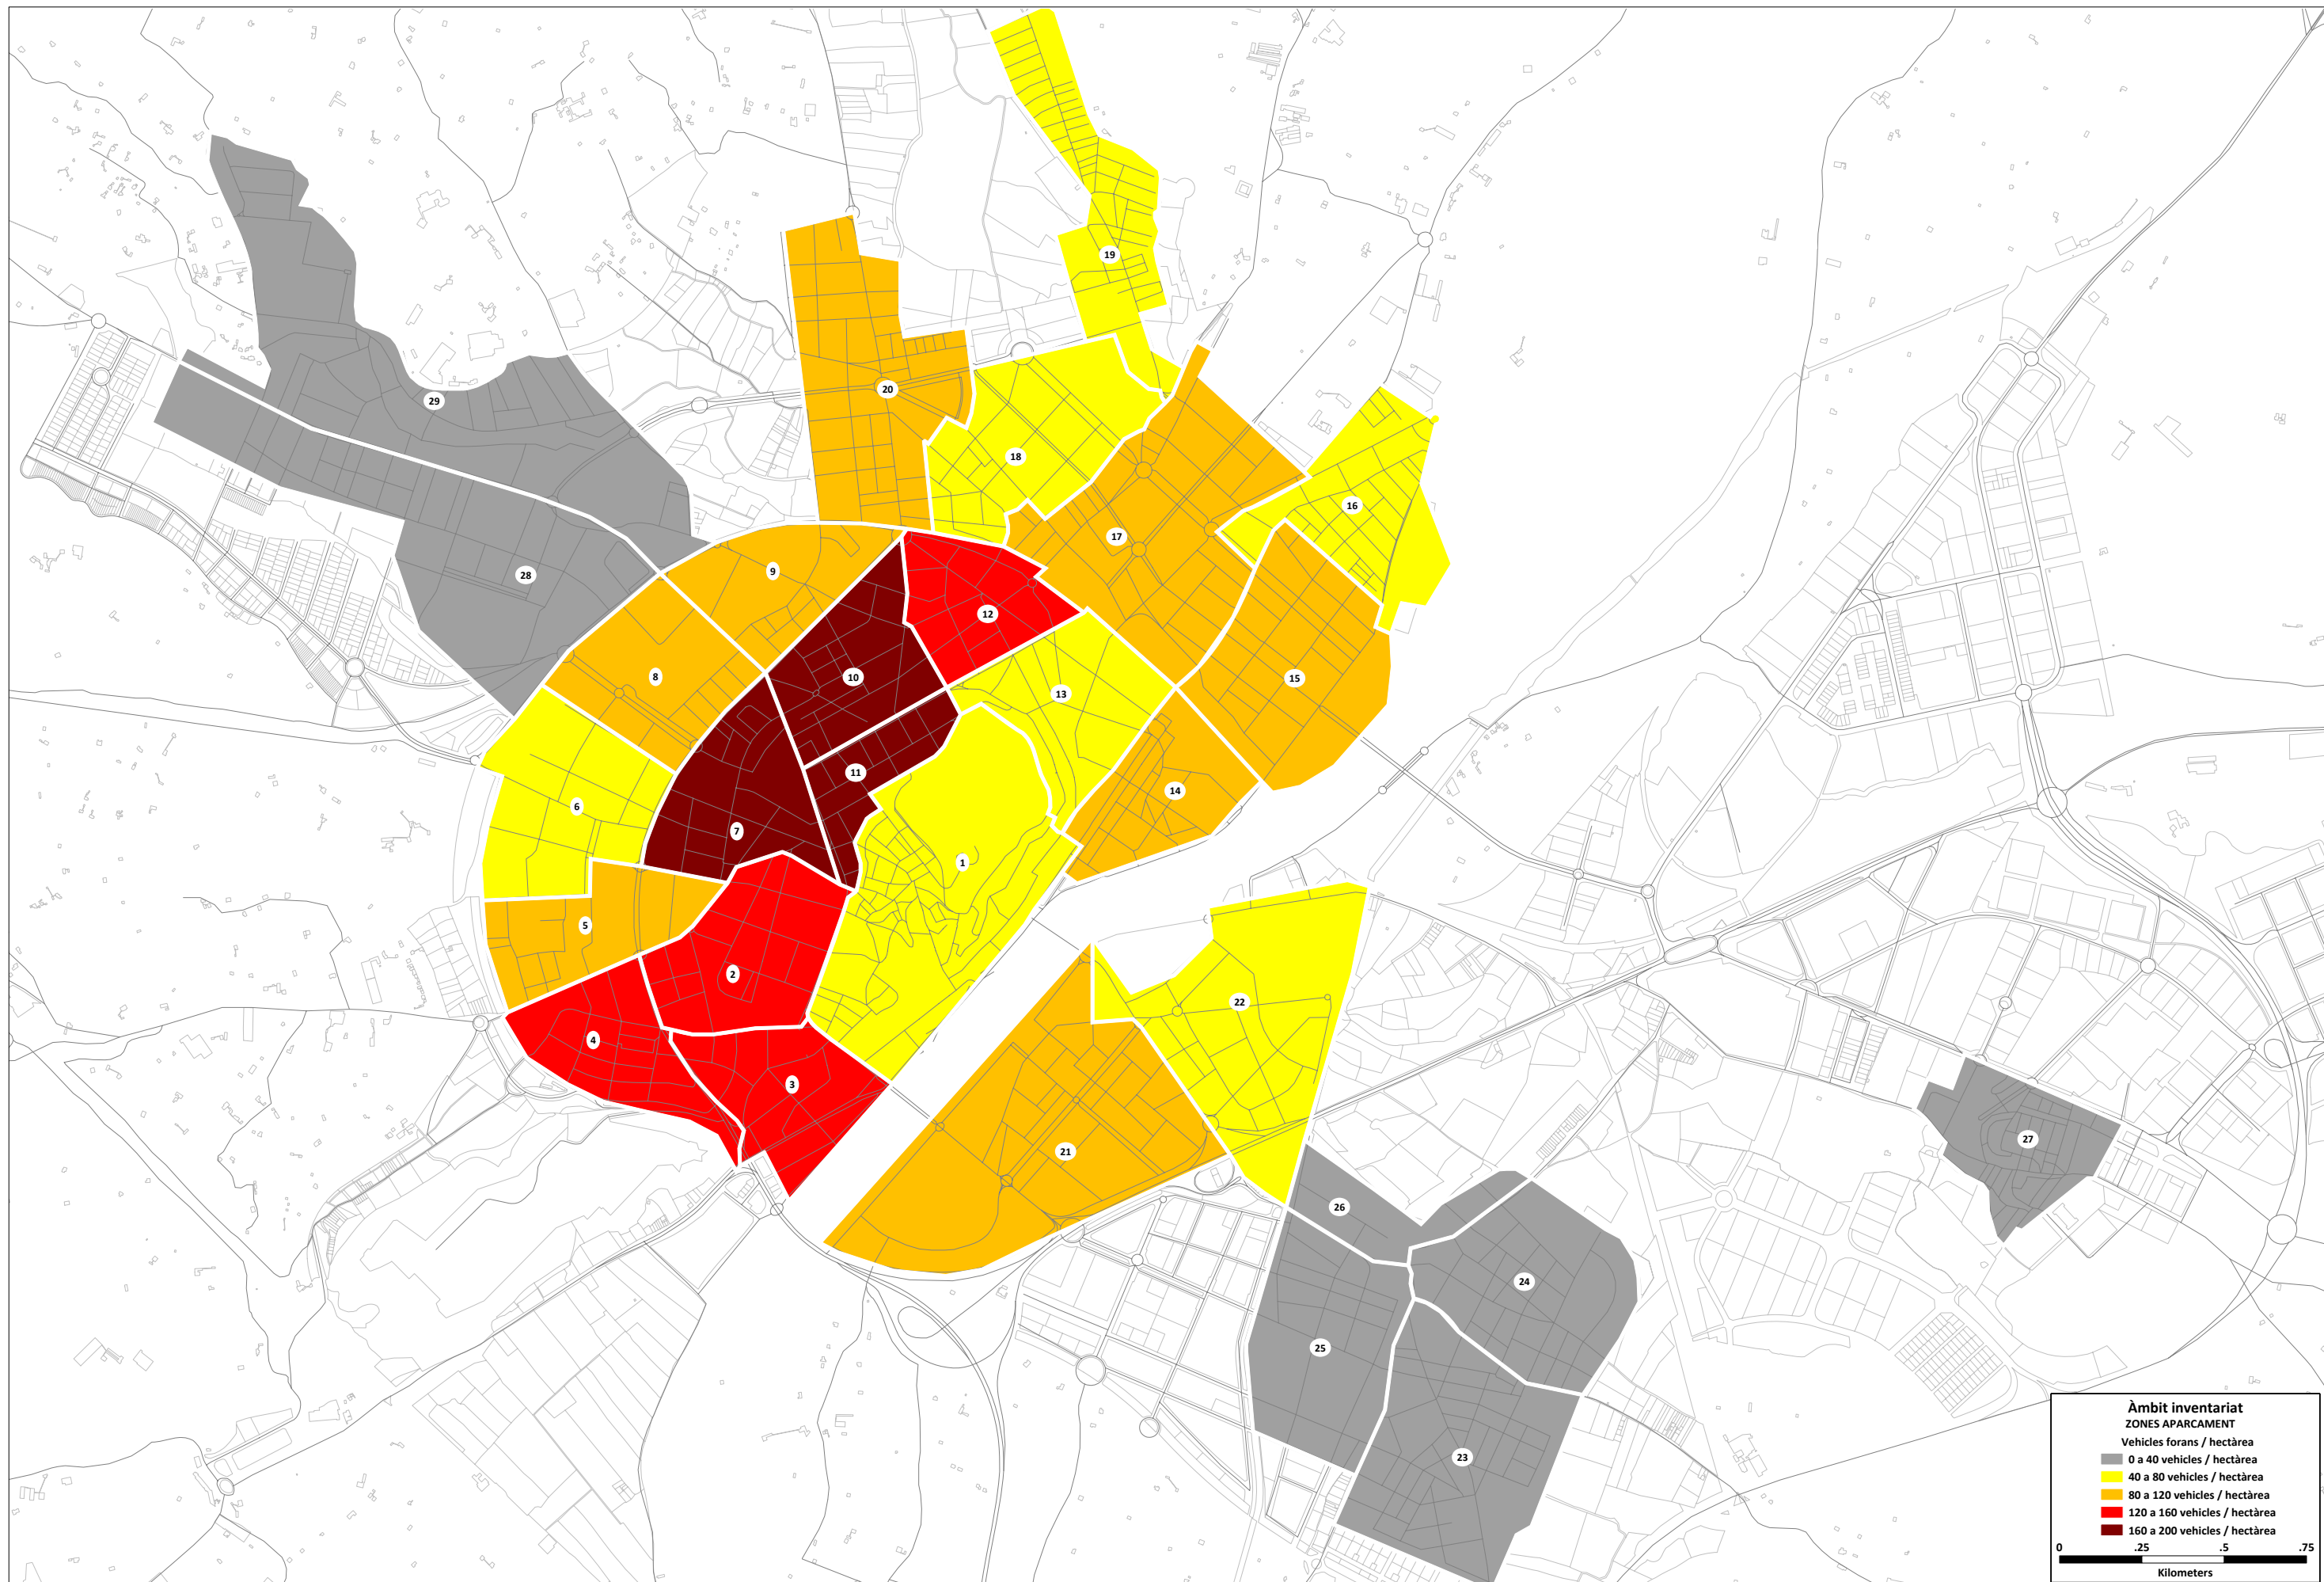 19
20
29
18
16
17
9
28
12
10
8
15
13
11
14
6
7
1
5
2
22
4
3
27
21
26
24
25
23
Àmbit inventariat
ZONES APARCAMENT
Vehicles forans / hectàrea
0 a 40 vehicles / hectàrea
40 a 80 vehicles / hectàrea
80 a 120 vehicles / hectàrea
120 a 160 vehicles / hectàrea
160 a 200 vehicles / hectàrea
0 .25 .5 .75
Kilometers